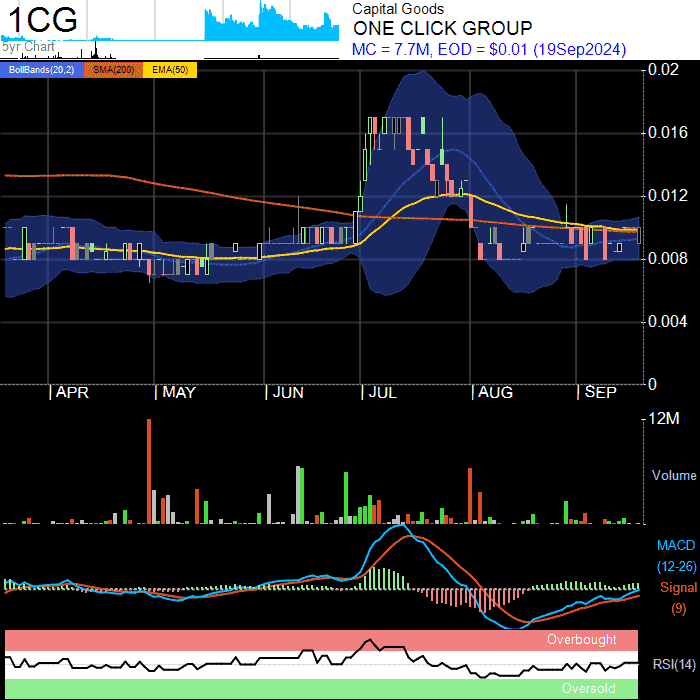 1CG
5yr Chart
Capital Goods
ONE CLICK GROUP
MC = 7.7M, EOD = $0.01 (19Sep2024)
BollBands(20,2) SMA(200) EMA(50)
0.02
0.016
0.012
0.008
0.004
0
APR MAY JUN JUL AUG SEP
12M
Volume
MACD
(12-26)
Signal
(9)
Overbought
RSI(14)
Oversold